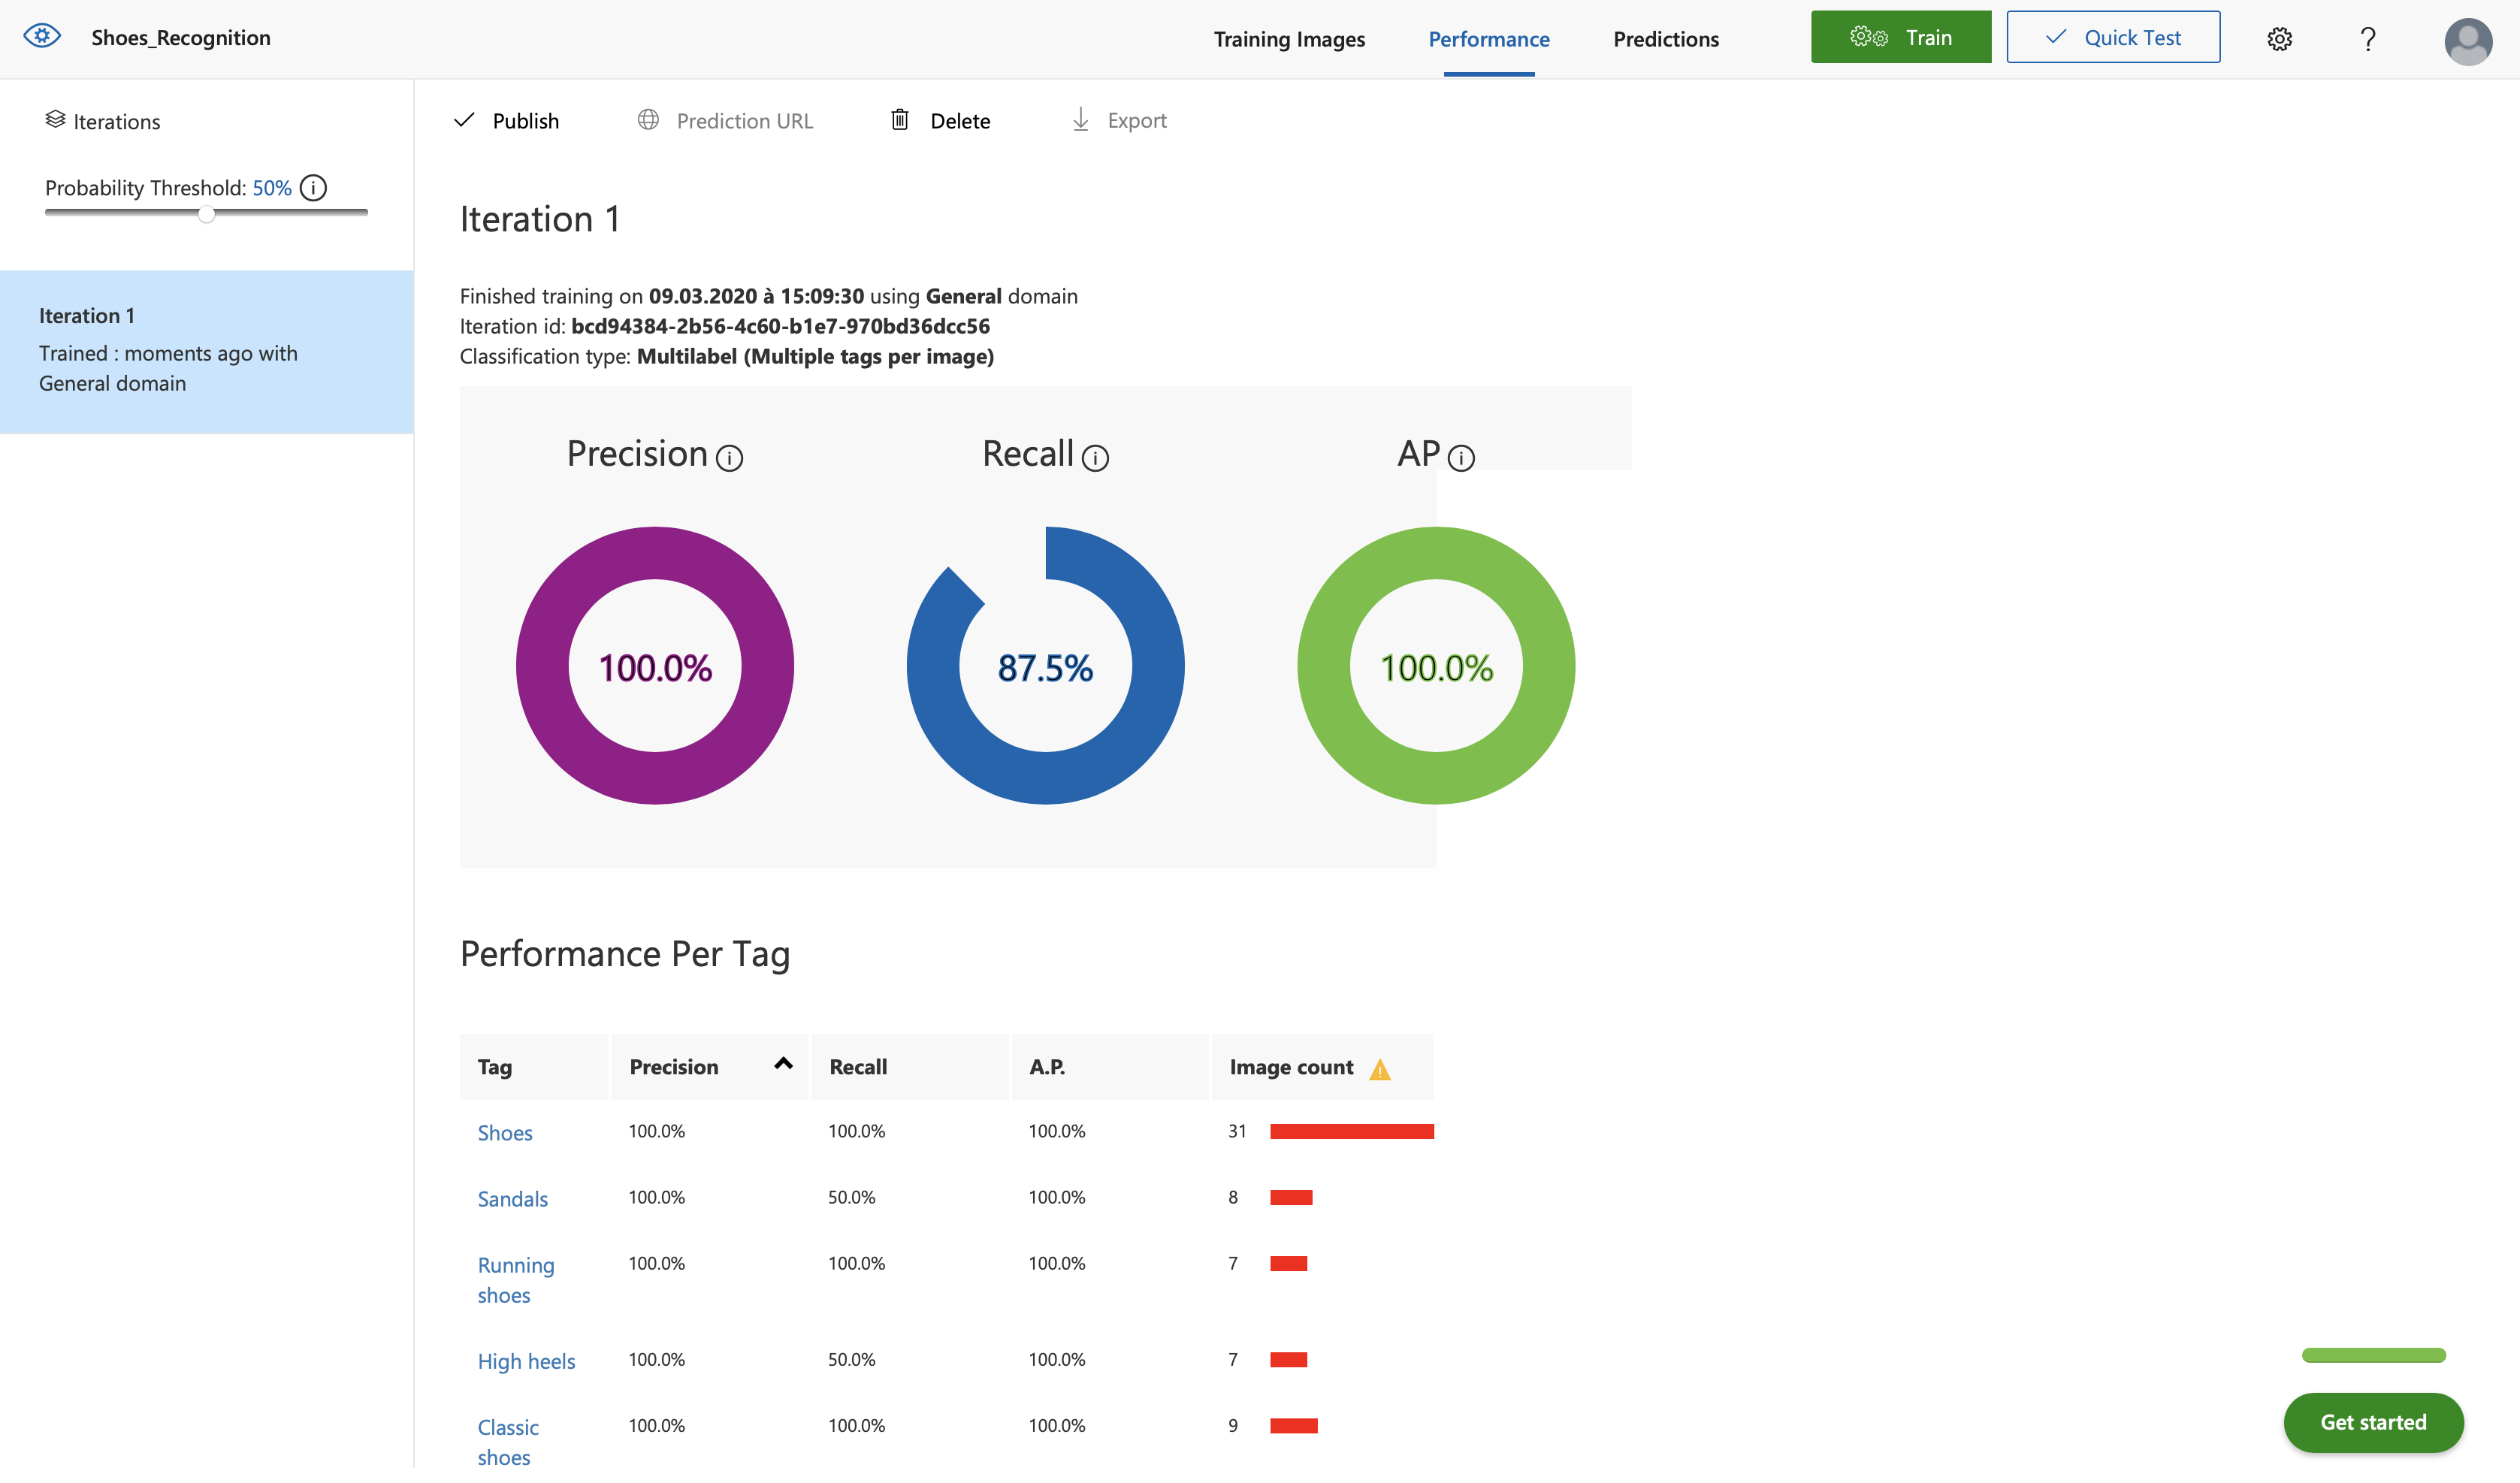 Shoes_Recognition
Training Images
Performance
Predictions
Train
Quick Test
?
Iterations
Probability Threshold: 50%
Iteration 1
Trained : moments ago with
General domain
Publish
Prediction URL
Delete
Export
Iteration 1
Finished training on 09.03.2020 à 15:09:30 using General domain
Iteration id: bcd94384-2b56-4c60-b1e7-970bd36dcc56
Classification type: Multilabel (Multiple tags per image)
Precision
Recall
AP
100.0%
87.5%
100.0%
Performance Per Tag
Tag Precision Recall A.P. Image count
Shoes 100.0% 100.0% 100.0% 31
Sandals 100.0% 50.0% 100.0% 8
Running 100.0% 100.0% 100.0% 7
shoes
High heels 100.0% 50.0% 100.0% 7
Classic 100.0% 100.0% 100.0% 9
shoes
Get started